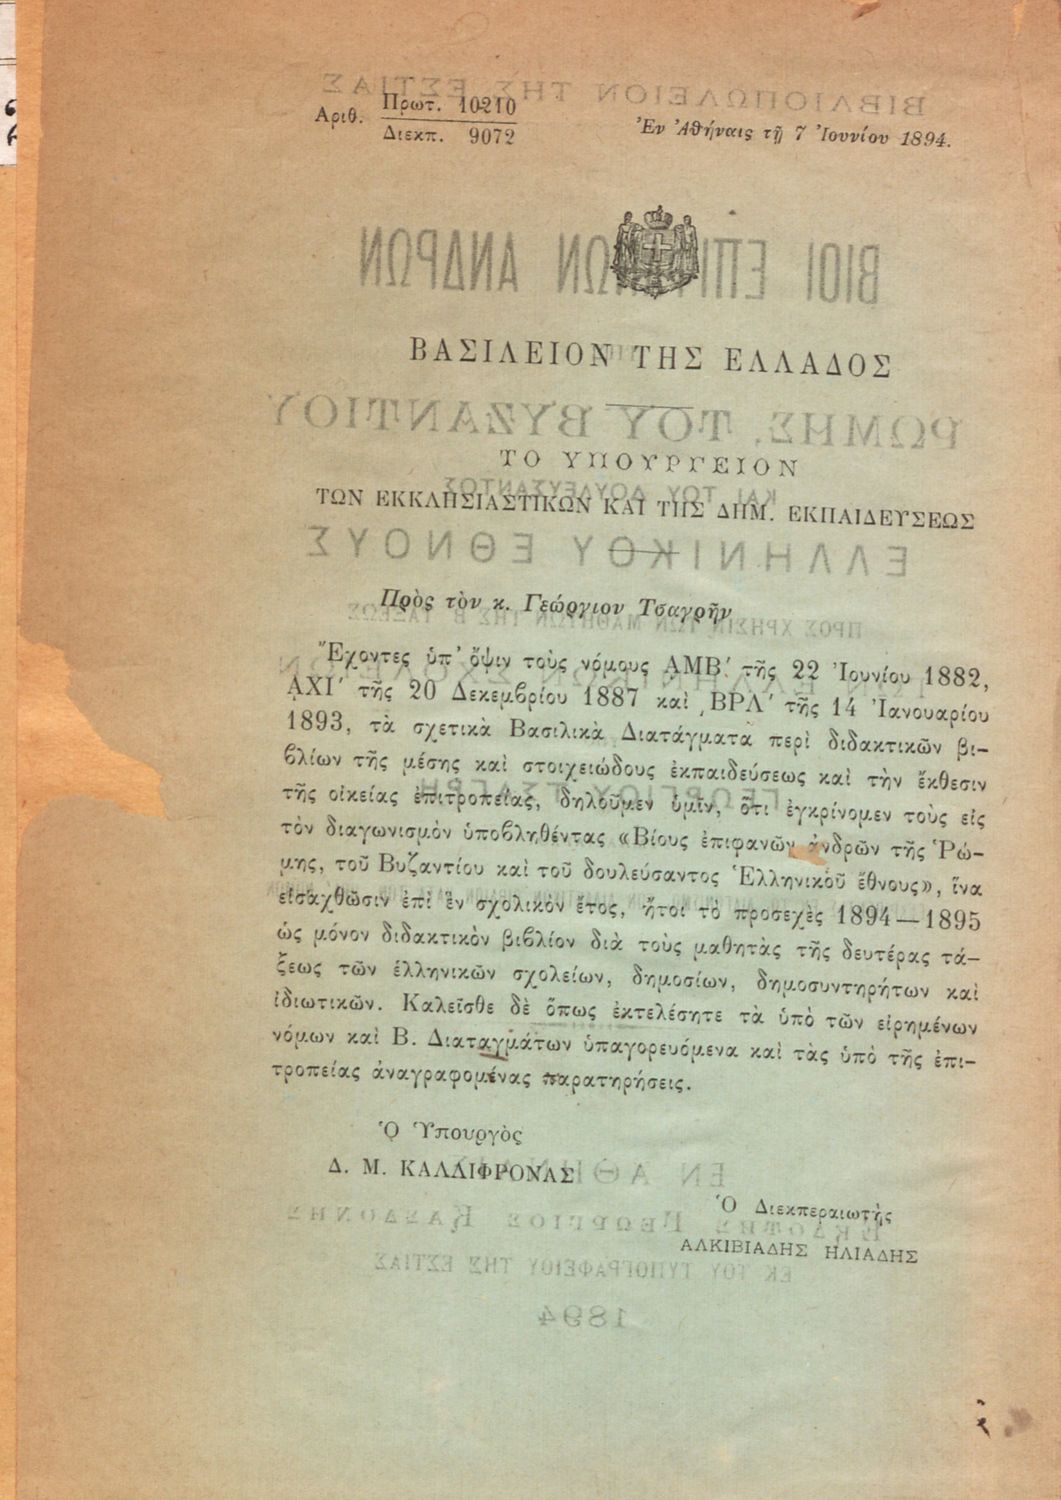 Ἀριθ. Πρωτ. 10210
Διεκπ. 9072
Ἐν Ἀθήναις τῇ 7 Ἰουνίου 1894.
ΒΑΣΙΛΕΙΟΝ ΤΗΣ ΕΛΛΑΔΟΣ
ΤΟ ΥΠΟΥΡΓΕΙΟΝ
ΤΩΝ ΕΚΚΛΗΣΙΑΣΤΙΚΩΝ ΚΑΙ ΤΗΣ ΔΗΜ. ΕΚΠΑΙΔΕΥΣΕΩΣ
Πρὸς τὸν κ. Γεώργιον Τσαγρῆν
Ἔχοντες ὑπ' ὄψιν τοὺς νόμους ΑΜΒ΄ τῆς 22 Ἰουνίου 1882,
ΑΧΙ΄ τῆς 20 Δεκεμβρίου 1887 καὶ ͵ΒΡΛ΄ τῆς 14 Ἰανουαρίου
1893, τὰ σχετικὰ Βασιλικὰ Διατάγματα περὶ διδακτικῶν βι-
βλίων τῆς μέσης καὶ στοιχειώδους ἐκπαιδεύσεως καὶ τὴν ἔκθεσιν
τῆς οἰκείας ἐπιτροπείας, δηλοῦμεν ὑμῖν, ὅτι ἐγκρίνομεν τοὺς εἰς
τὸν διαγωνισμὸν ὑποβληθέντας «Βίους ἐπιφανῶν ἀνδρῶν τῆς Ῥώ-
μης, τοῦ Βυζαντίου καὶ τοῦ δουλεύσαντος Ἑλληνικοῦ ἔθνους», ἵνα
εἰσαχθῶσιν ἐπὶ ἓν σχολικὸν ἔτος, ἤτοι τὸ προσεχὲς 1894—1895
ὡς μόνον διδακτικὸν βιβλίον διὰ τοὺς μαθητὰς τῆς δευτέρας τά-
ξεως τῶν ἑλληνικῶν σχολείων, δημοσίων, δημοσυντηρήτων καὶ
ἰδιωτικῶν. Καλεῖσθε δὲ ὅπως ἐκτελέσητε τὰ ὑπὸ τῶν εἰρημένων
νόμων καὶ Β. Διαταγμάτων ὑπαγορευόμενα καὶ τὰς ὑπὸ τῆς ἐπι-
τροπείας ἀναγραφομένας παρατηρήσεις.
Ὁ Ὑπουργὸς
Δ. Μ. ΚΑΛΛΙΦΡΟΝΑΣ
Ὁ Διεκπεραιωτὴς
ΑΛΚΙΒΙΑΔΗΣ ΗΛΙΑΔΗΣ